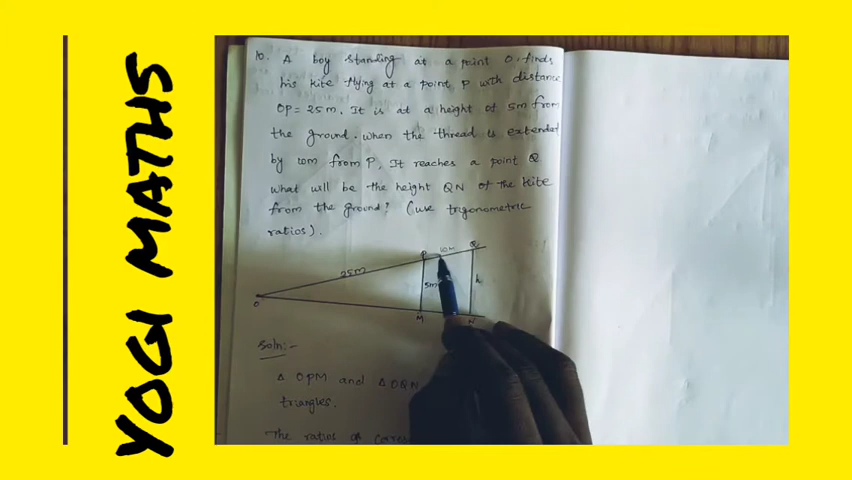 YOGI MATHS
10. A boy standing at a point O, finds
his kite flying at a point P with distance
OP = 25m. It is at a height of 5m from
the ground. When the thread is extended
by 10m from P, It reaches a point Q.
What will be the height QN of the kite
from the ground? (use trigonometric
ratios).
P 10m Q
25m
5m h
O
M N
Soln:-
Δ OPM and Δ OQN
triangles.
The ratios of corres